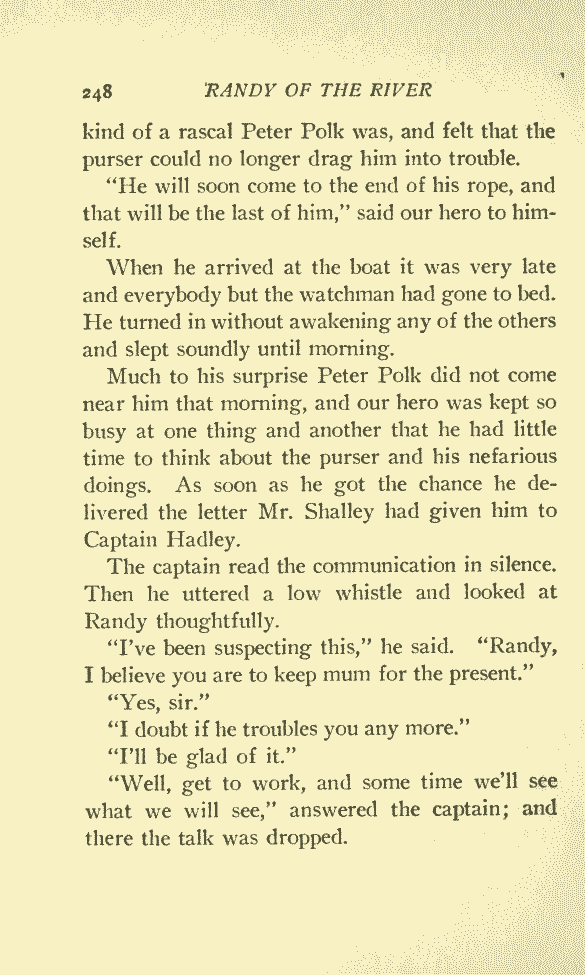 248 RANDY OF THE RIVER
kind of a rascal Peter Polk was, and felt that the
purser could no longer drag him into trouble.
“He will soon come to the end of his rope, and
that will be the last of him,” said our hero to him-
self.
When he arrived at the boat it was very late
and everybody but the watchman had gone to bed.
He turned in without awakening any of the others
and slept soundly until morning.
Much to his surprise Peter Polk did not come
near him that morning, and our hero was kept so
busy at one thing and another that he had little
time to think about the purser and his nefarious
doings. As soon as he got the chance he de-
livered the letter Mr. Shalley had given him to
Captain Hadley.
The captain read the communication in silence.
Then he uttered a low whistle and looked at
Randy thoughtfully.
“I’ve been suspecting this,” he said. “Randy,
I believe you are to keep mum for the present.”
“Yes, sir.”
“I doubt if he troubles you any more.”
“I’ll be glad of it.”
“Well, get to work, and some time we’ll see
what we will see,” answered the captain; and
there the talk was dropped.